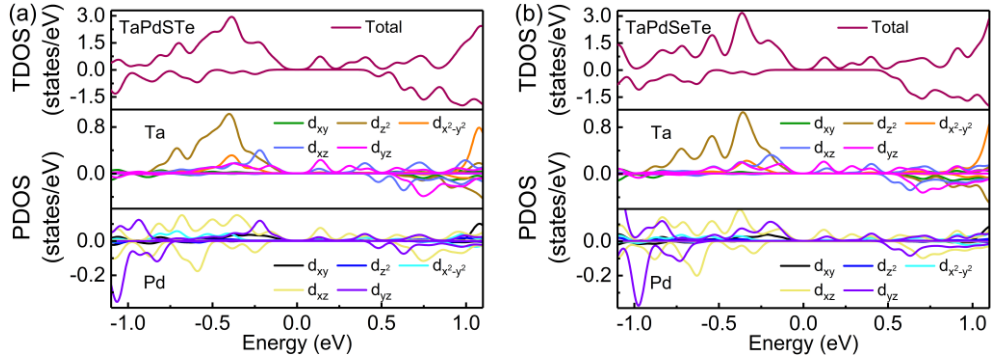 (a)
TaPdSTe
Total
TDOS
(states/eV)
3.0
1.5
0.0
-1.5
Ta
d_xy d_z² d_x²-y²
d_xz d_yz
0.8
0.0
PDOS
(states/eV)
0.0
-0.2
Pd
d_xy d_z² d_x²-y²
d_xz d_yz
-1.0 -0.5 0.0 0.5 1.0
Energy (eV)
(b)
TaPdSeTe
Total
TDOS
(states/eV)
3.0
1.5
0.0
-1.5
Ta
d_xy d_z² d_x²-y²
d_xz d_yz
0.8
0.0
PDOS
(states/eV)
0.0
-0.2
Pd
d_xy d_z² d_x²-y²
d_xz d_yz
-1.0 -0.5 0.0 0.5 1.0
Energy (eV)